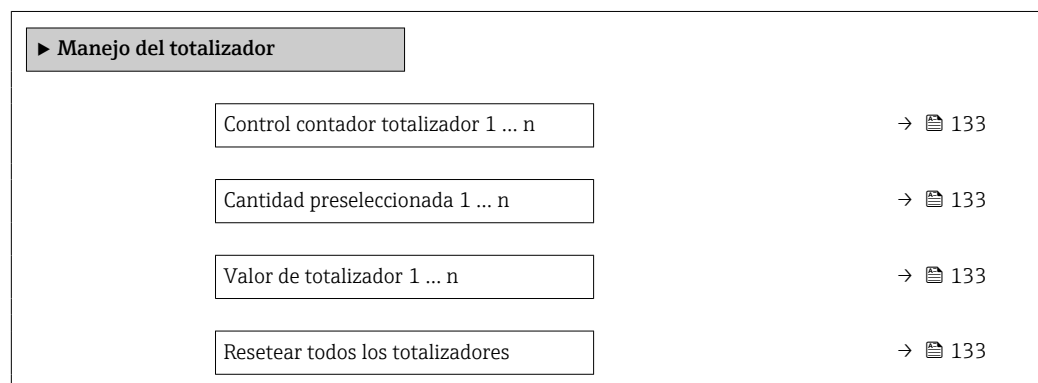 ▶ Manejo del totalizador
Control contador totalizador 1 … n → 133
Cantidad preseleccionada 1 … n → 133
Valor de totalizador 1 … n → 133
Resetear todos los totalizadores → 133